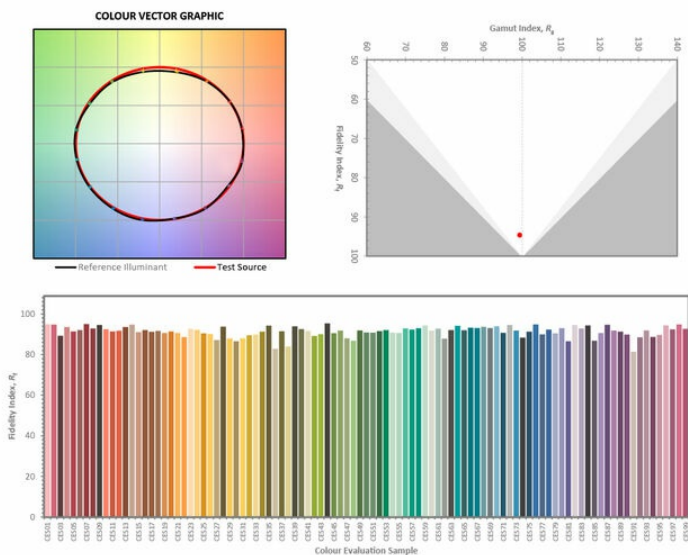 COLOUR VECTOR GRAPHIC
Reference Illuminant
Test Source
Gamut Index, Rg
60 70 80 90 100 110 120 130 140
Fidelity Index, Rf
50
60
70
80
90
100
Fidelity Index, Rf
100
80
60
40
20
0
CES01 CES03 CES05 CES07 CES09 CES11 CES13 CES15 CES17 CES19 CES21 CES23 CES25 CES27 CES29 CES31 CES33 CES35 CES37 CES39 CES41 CES43 CES45 CES47 CES49 CES51 CES53 CES55 CES57 CES59 CES61 CES63 CES65 CES67 CES69 CES71 CES73 CES75 CES77 CES79 CES81 CES83 CES85 CES87 CES89 CES91 CES93 CES95 CES97 CES99
Colour Evaluation Sample